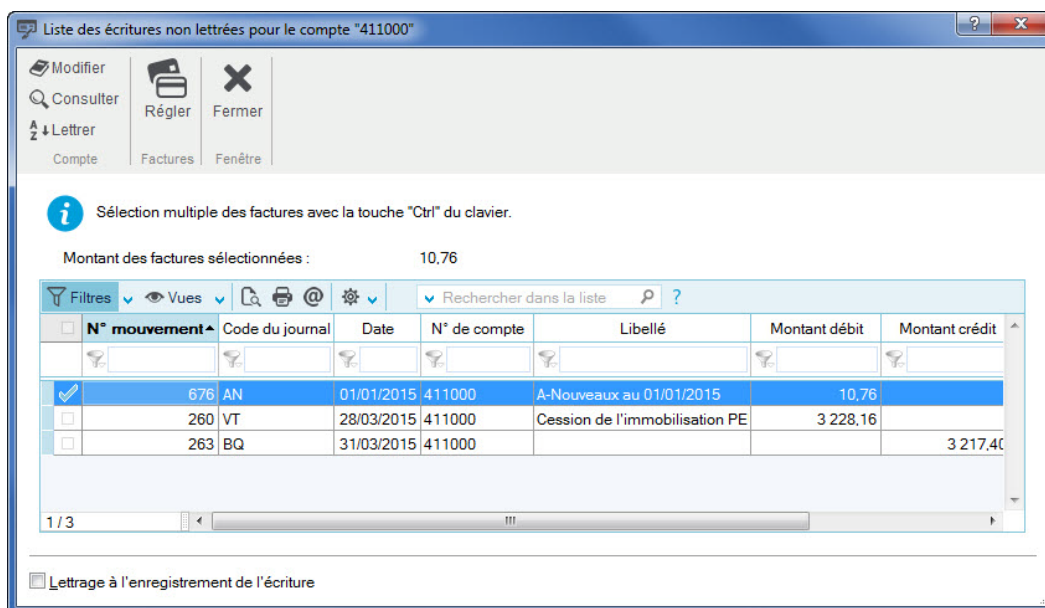 Liste des écritures non lettrées pour le compte "411000"
Modifier
Consulter
Lettrer
Compte
Régler
Factures
Fermer
Fenêtre
Sélection multiple des factures avec la touche "Ctrl" du clavier.
Montant des factures sélectionnées : 10,76
Filtres Vues @ Rechercher dans la liste ?
N° mouvement Code du journal Date N° de compte Libellé Montant débit Montant crédit
676 AN 01/01/2015 411000 A-Nouveaux au 01/01/2015 10,76
260 VT 28/03/2015 411000 Cession de l'immobilisation PE 3 228,16
263 BQ 31/03/2015 411000 3 217,40
1 / 3
Lettrage à l'enregistrement de l'écriture